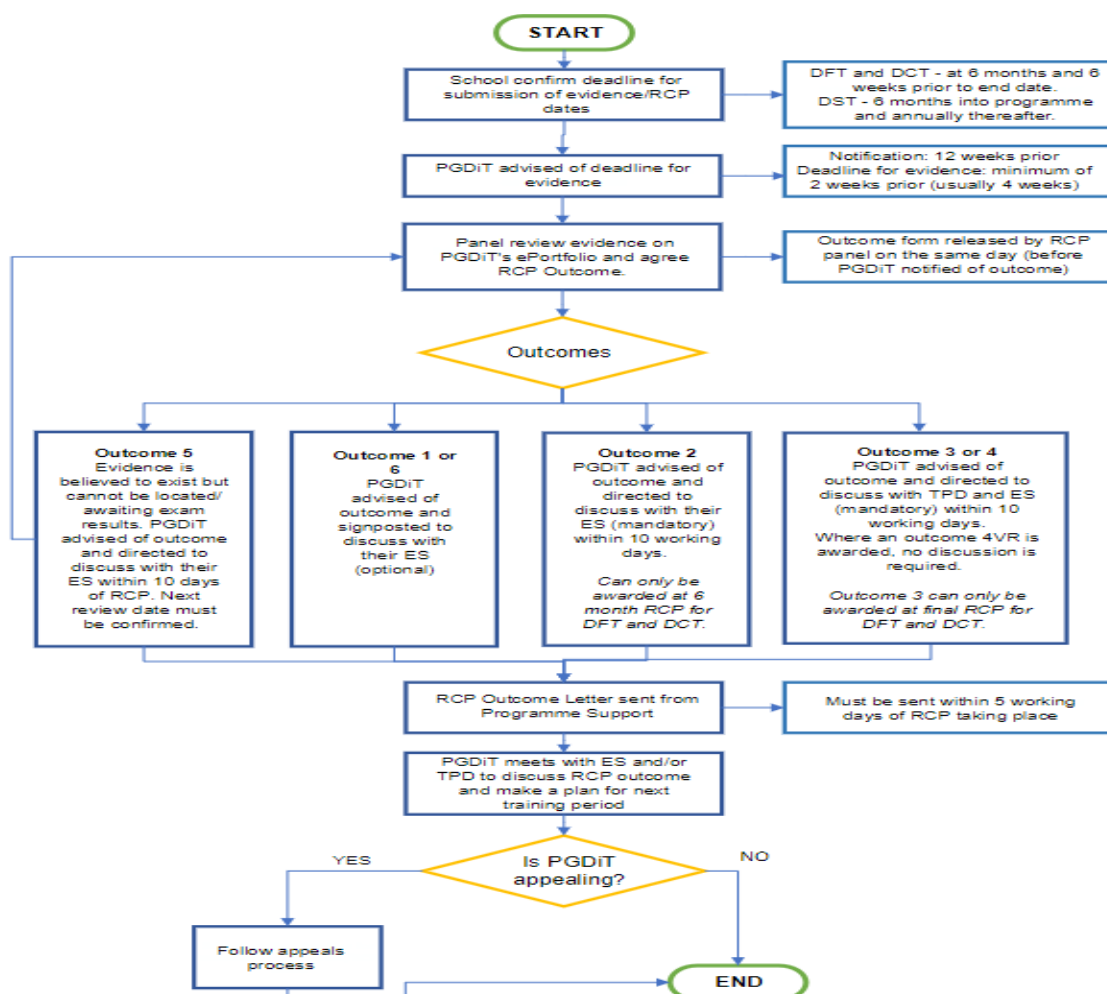 START
School confirm deadline for
submission of evidence/RCP
dates
DFT and DCT - at 6 months and 6
weeks prior to end date.
DST - 6 months into programme
and annually thereafter.
PGDiT advised of deadline for
evidence
Notification: 12 weeks prior
Deadline for evidence: minimum of
2 weeks prior (usually 4 weeks)
Panel review evidence on
PGDiT's ePortfolio and agree
RCP Outcome.
Outcome form released by RCP
panel on the same day (before
PGDiT notified of outcome)
Outcomes
Outcome 5
Evidence is
believed to exist but
cannot be located/
awaiting exam
results. PGDiT
advised of outcome
and directed to
discuss with their
ES within 10 days
of RCP. Next
review date must
be confirmed.
Outcome 1 or
6
PGDiT
advised of
outcome and
signposted to
discuss with
their ES
(optional)
Outcome 2
PGDiT advised of
outcome and
directed to
discuss with their
ES (mandatory)
within 10 working
days.
Can only be
awarded at 6
month RCP for
DFT and DCT.
Outcome 3 or 4
PGDiT advised of
outcome and directed to
discuss with TPD and ES
(mandatory) within 10
working days.
Where an outcome 4VR is
awarded, no discussion is
required.
Outcome 3 can only be
awarded at final RCP for
DFT and DCT.
RCP Outcome Letter sent from
Programme Support
Must be sent within 5 working
days of RCP taking place
PGDiT meets with ES and/or
TPD to discuss RCP outcome
and make a plan for next
training period
YES
Is PGDiT
appealing?
NO
Follow appeals
process
END